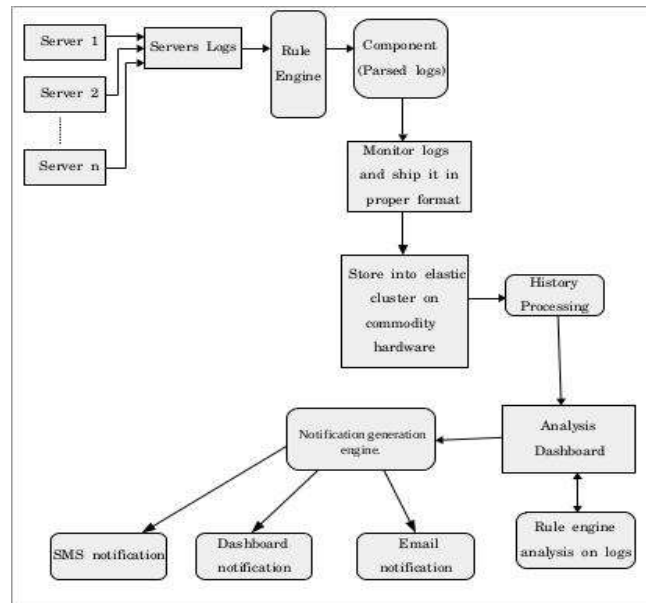 Server 1
Server 2
Server n
Servers Logs
Rule
Engine
Component
(Parsed logs)
Monitor logs
and ship it in
proper format
Store into elastic
cluster on
commodity
hardware
History
Processing
Analysis
Dashboard
Rule engine
analysis on logs
Notification generation
engine.
SMS notification
Dashboard
notification
Email
notification